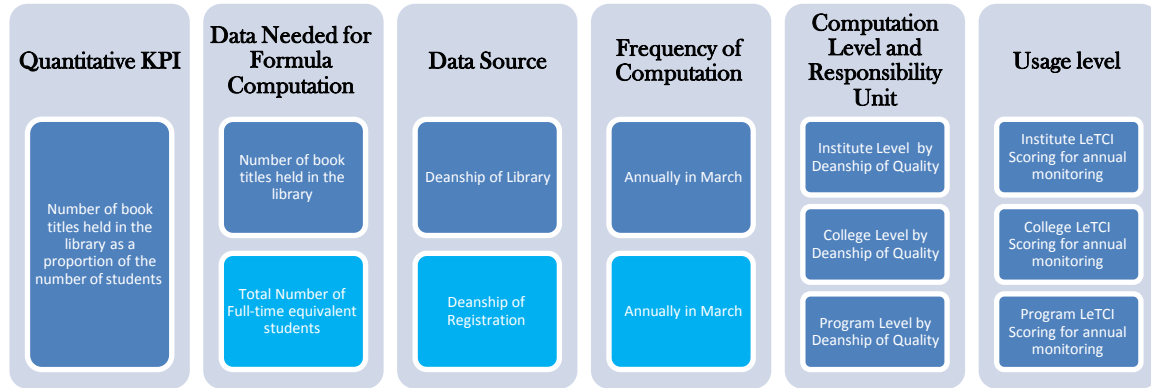 Quantitative KPI
Number of book
titles held in the
library as a
proportion of the
number of students
Data Needed for
Formula
Computation
Number of book
titles held in the
library
Total Number of
Full-time equivalent
students
Data Source
Deanship of Library
Deanship of
Registration
Frequency of
Computation
Annually in March
Annually in March
Computation
Level and
Responsibility
Unit
Institute Level by
Deanship of Quality
College Level by
Deanship of Quality
Program Level by
Deanship of Quality
Usage level
Institute LeTCI
Scoring for annual
monitoring
College LeTCI
Scoring for annual
monitoring
Program LeTCI
Scoring for annual
monitoring